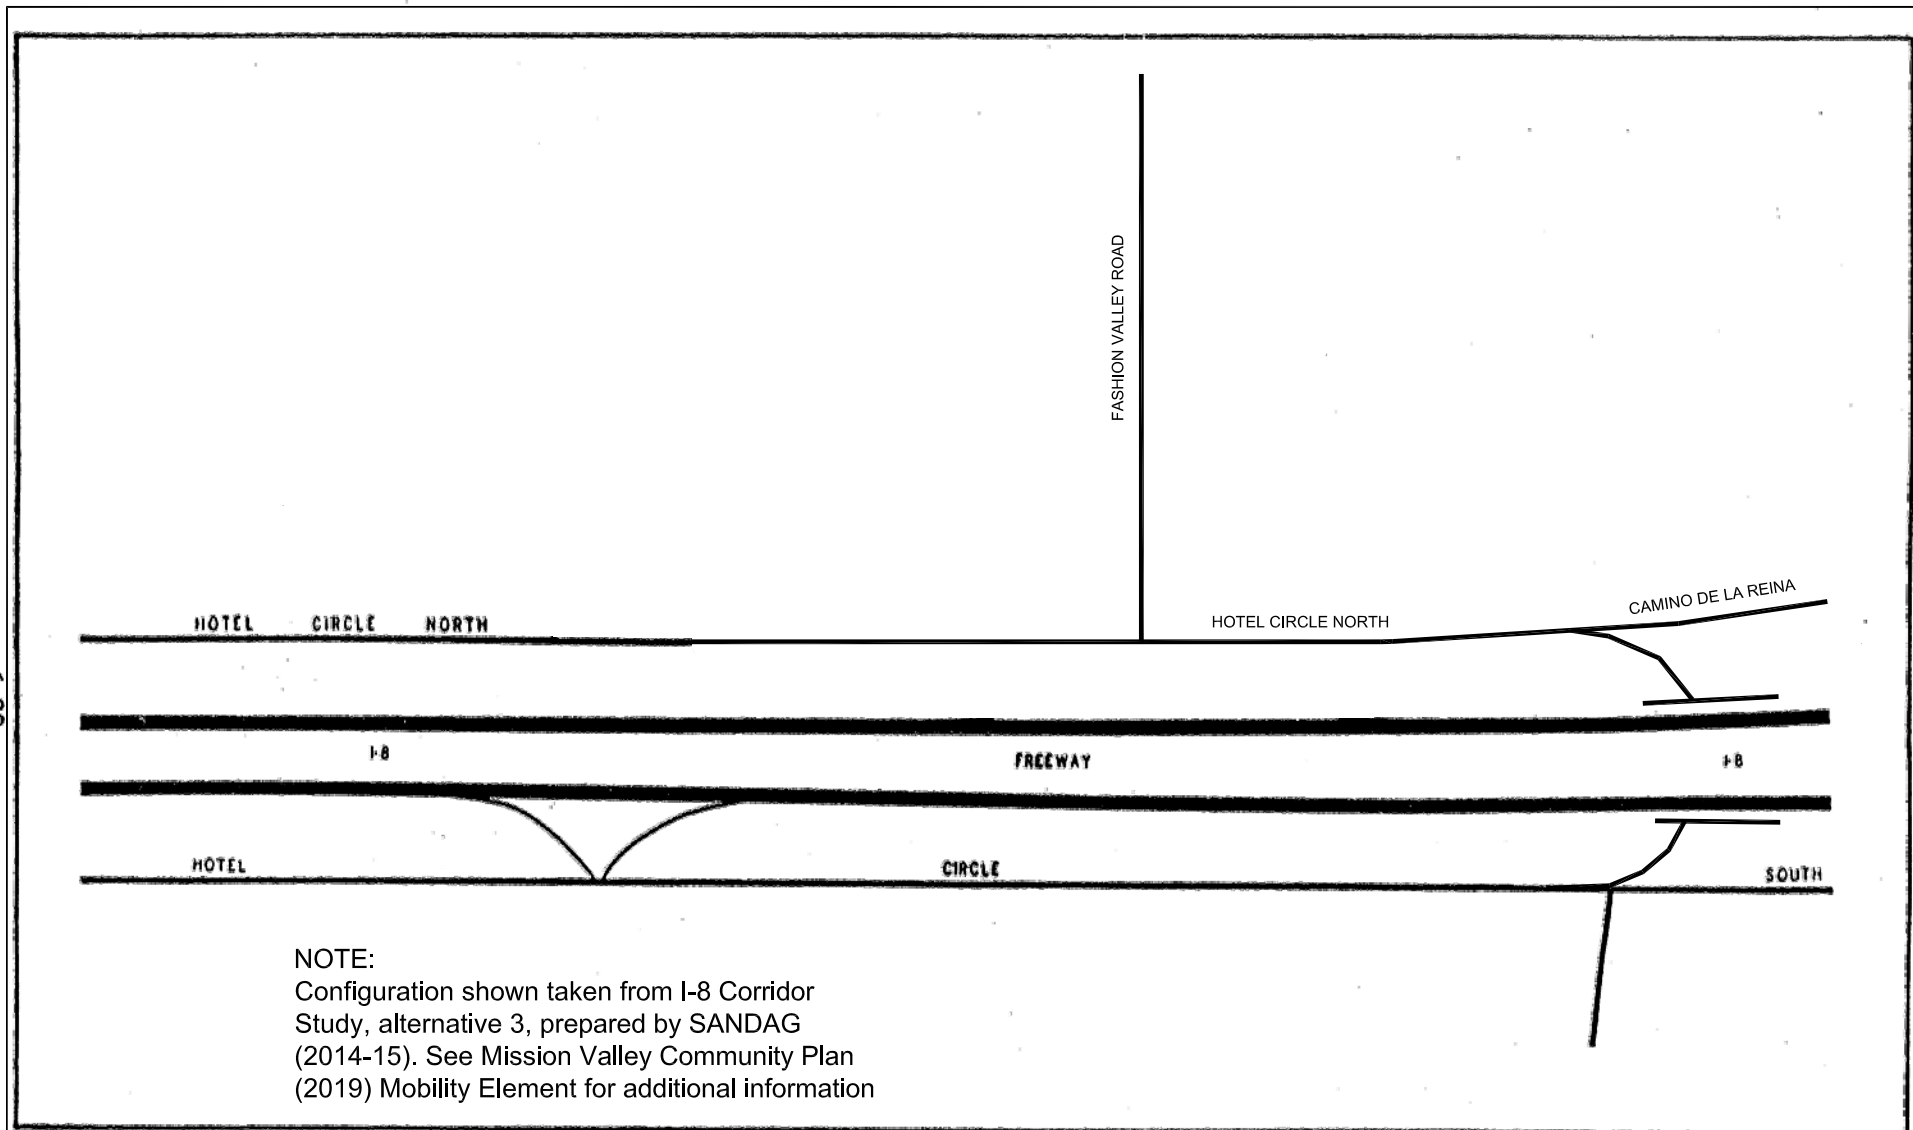 FASHION VALLEY ROAD
CAMINO DE LA REINA
HOTEL CIRCLE NORTH
HOTEL CIRCLE NORTH
I-8
FREEWAY
I-8
HOTEL
CIRCLE
SOUTH
NOTE:
Configuration shown taken from I-8 Corridor
Study, alternative 3, prepared by SANDAG
(2014-15). See Mission Valley Community Plan
(2019) Mobility Element for additional information